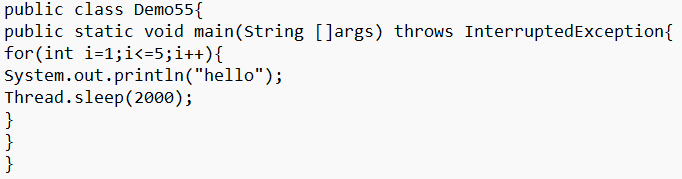 public class Demo55{
public static void main(String []args) throws InterruptedException{
for(int i=1;i<=5;i++){
System.out.println("hello");
Thread.sleep(2000);
}
}
}